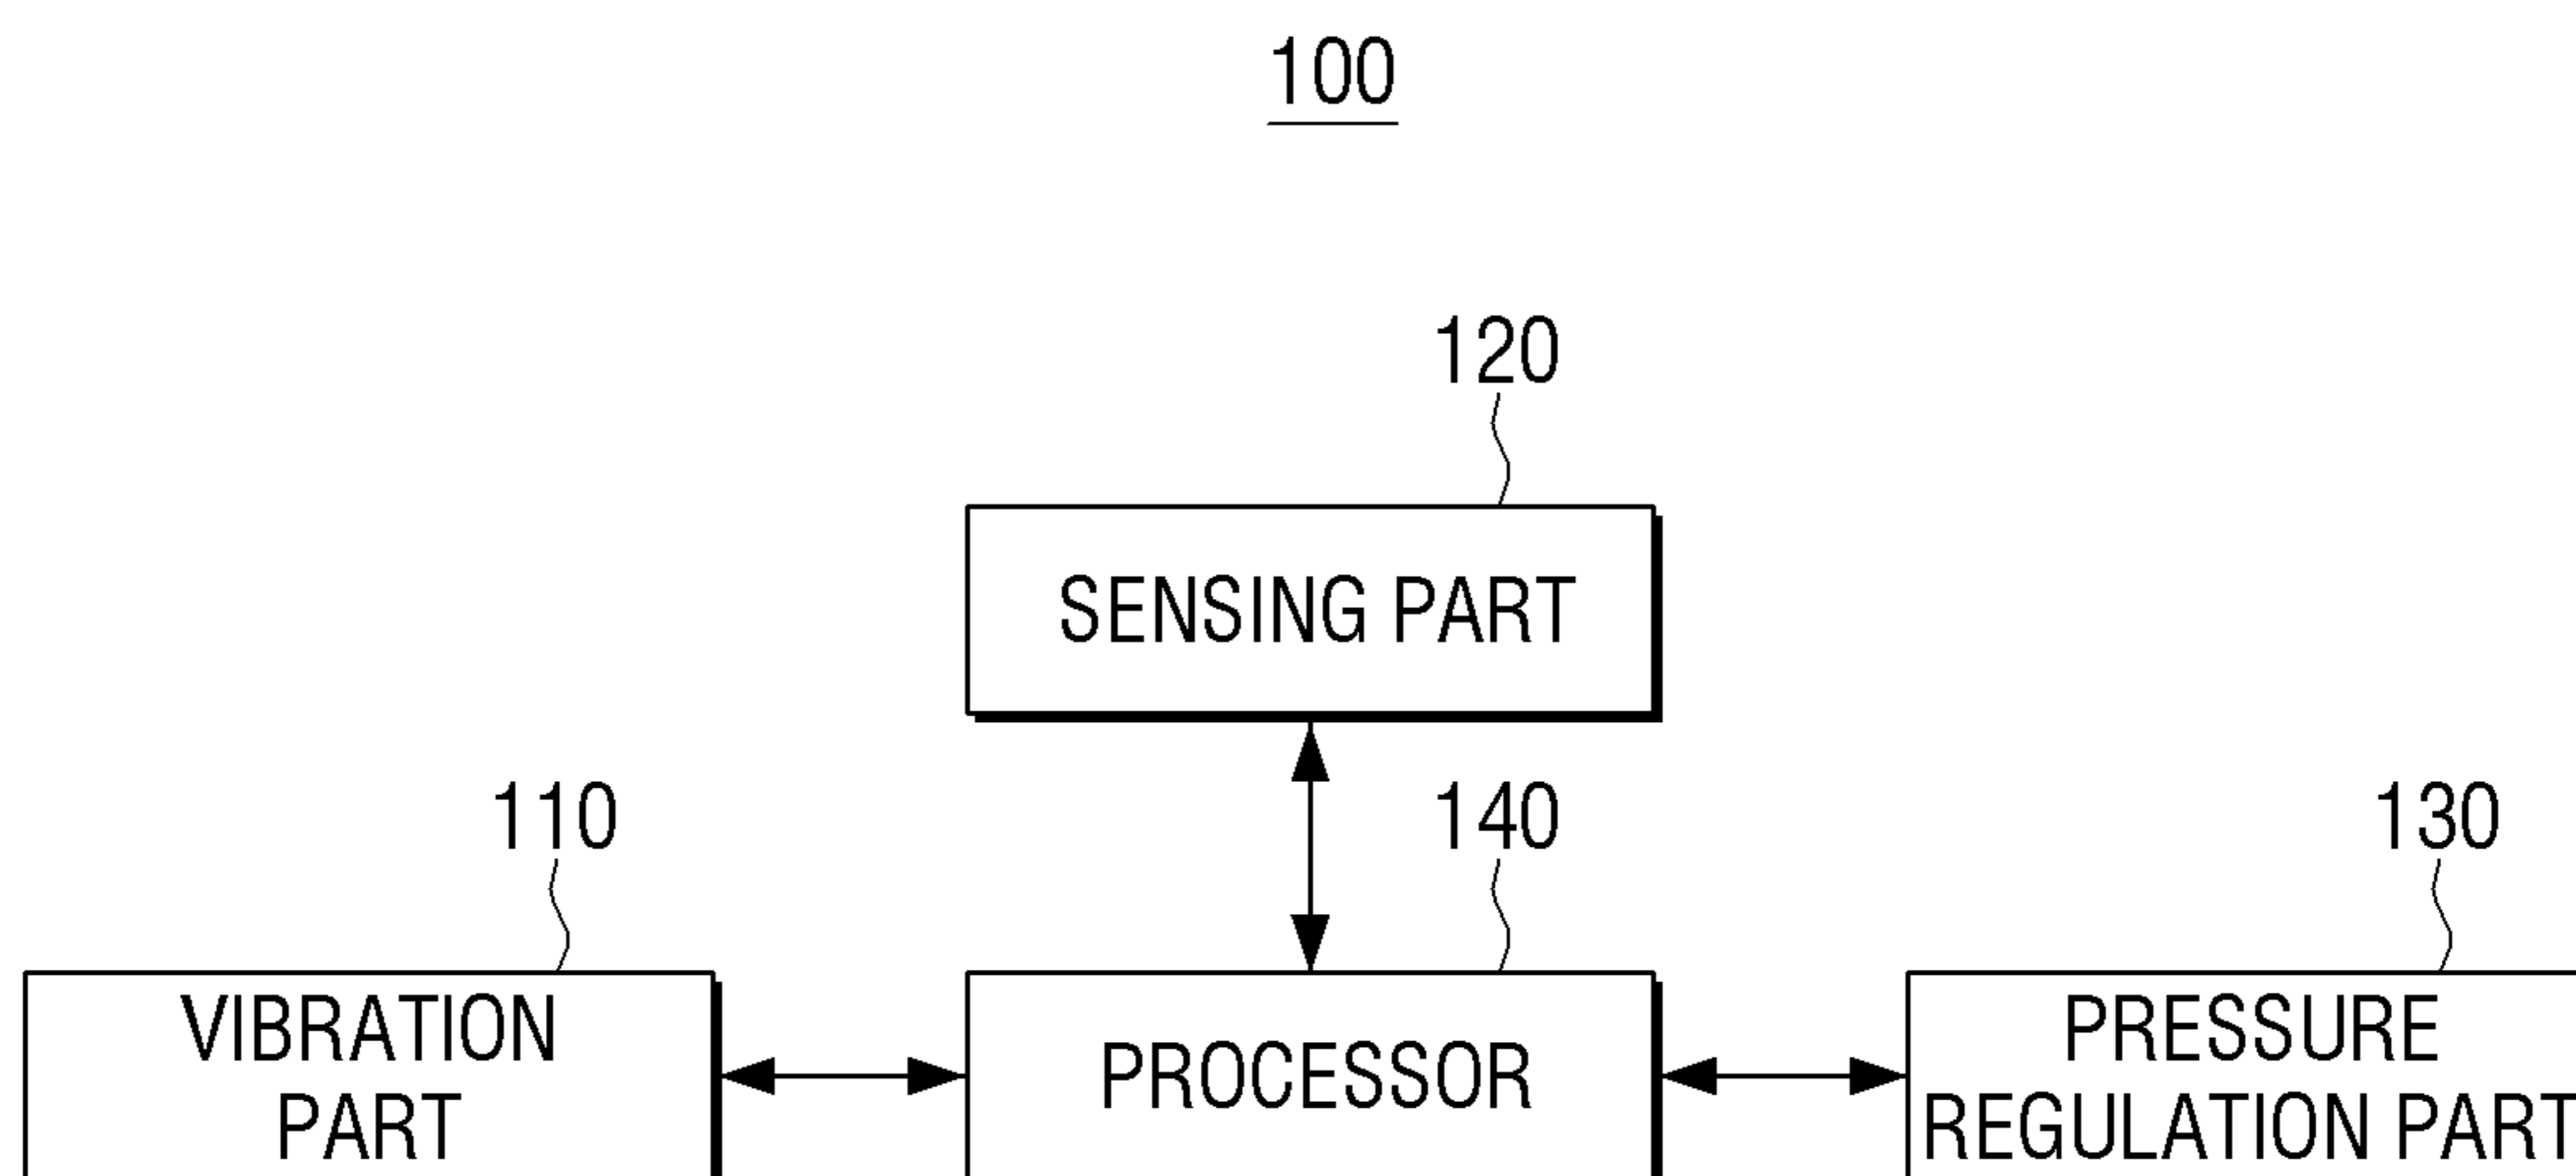 100
120
SENSING PART
110
140
130
VIBRATION
PART
PROCESSOR
PRESSURE
REGULATION PART